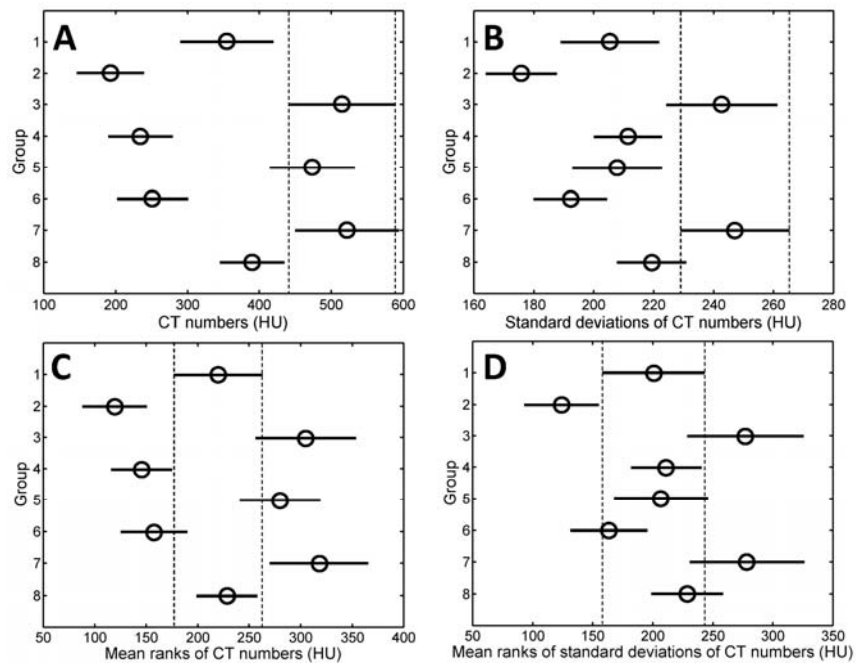 A
Group
1
2
3
4
5
6
7
8
100 200 300 400 500 600
CT numbers (HU)
B
Group
1
2
3
4
5
6
7
8
160 180 200 220 240 260 280
Standard deviations of CT numbers (HU)
C
Group
1
2
3
4
5
6
7
8
50 100 150 200 250 300 350 400
Mean ranks of CT numbers (HU)
D
Group
1
2
3
4
5
6
7
8
50 100 150 200 250 300 350
Mean ranks of standard deviations of CT numbers (HU)